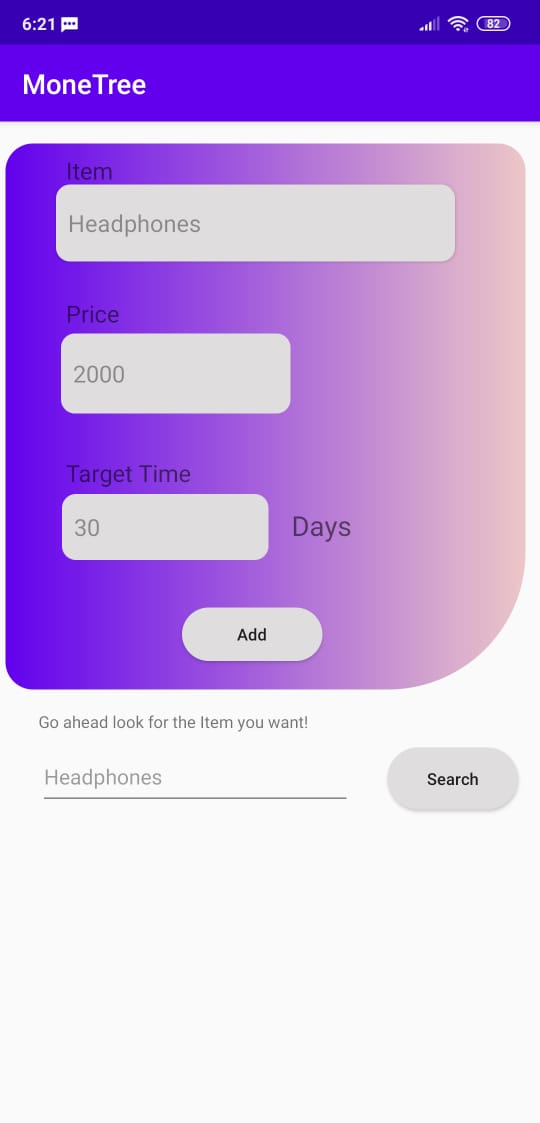 6:21
82
MoneTree
Item
Headphones
Price
2000
Target Time
30 Days
Add
Go ahead look for the Item you want!
Headphones
Search